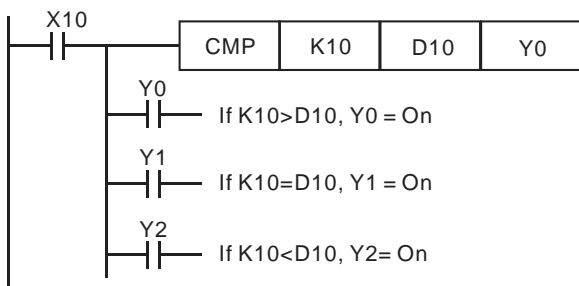 X10
CMP K10 D10 Y0
Y0
If K10>D10, Y0 = On
Y1
If K10=D10, Y1 = On
Y2
If K10<D10, Y2= On